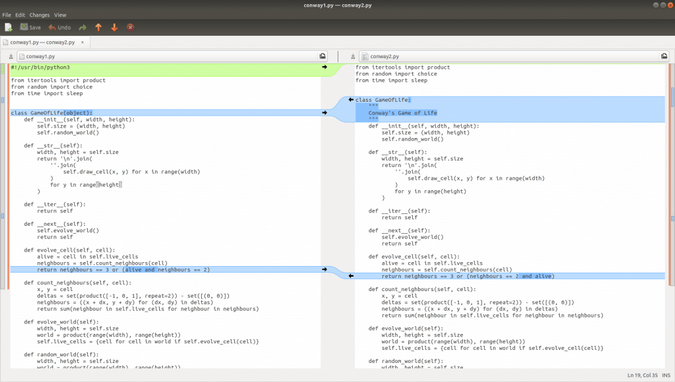 conway1.py — conway2.py
File Edit Changes View
Save Undo
conway1.py — conway2.py ×
conway1.py
#!/usr/bin/python3
from itertools import product
from random import choice
from time import sleep
class GameOfLife(object):
def __init__(self, width, height):
self.size = (width, height)
self.random_world()
def __str__(self):
width, height = self.size
return '\n'.join(
''.join(
self.draw_cell(x, y) for x in range(width)
)
for y in range(height)
)
def __iter__(self):
return self
def __next__(self):
self.evolve_world()
return self
def evolve_cell(self, cell):
alive = cell in self.live_cells
neighbours = self.count_neighbours(cell)
return neighbours == 3 or (alive and neighbours == 2)
def count_neighbours(self, cell):
x, y = cell
deltas = set(product([-1, 0, 1], repeat=2)) - set([(0, 0)])
neighbours = ((x + dx, y + dy) for (dx, dy) in deltas)
return sum(neighbour in self.live_cells for neighbour in neighbours)
def evolve_world(self):
width, height = self.size
world = product(range(width), range(height))
self.live_cells = {cell for cell in world if self.evolve_cell(cell)}
def random_world(self):
width, height = self.size
conway2.py
from itertools import product
from random import choice
from time import sleep
class GameOfLife:
"""
Conway's Game of Life
"""
def __init__(self, width, height):
self.size = (width, height)
self.random_world()
def __str__(self):
width, height = self.size
return '\n'.join(
''.join(
self.draw_cell(x, y) for x in range(width)
)
for y in range(height)
)
def __iter__(self):
return self
def __next__(self):
self.evolve_world()
return self
def evolve_cell(self, cell):
alive = cell in self.live_cells
neighbours = self.count_neighbours(cell)
return neighbours == 3 or (neighbours == 2 and alive)
def count_neighbours(self, cell):
x, y = cell
deltas = set(product([-1, 0, 1], repeat=2)) - set([(0, 0)])
neighbours = ((x + dx, y + dy) for (dx, dy) in deltas)
return sum(neighbour in self.live_cells for neighbour in neighbours)
def evolve_world(self):
width, height = self.size
world = product(range(width), range(height))
self.live_cells = {cell for cell in world if self.evolve_cell(cell)}
def random_world(self):
width, height = self.size
Ln 19, Col 35 INS